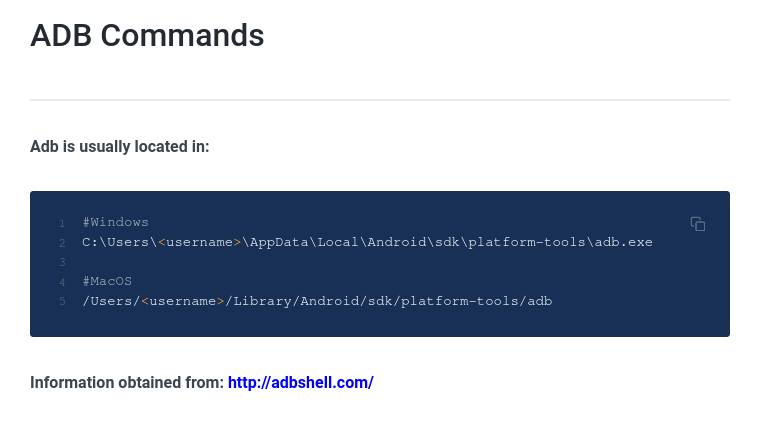 ADB Commands
Adb is usually located in:
1 #Windows
2 C:\Users\<username>\AppData\Local\Android\sdk\platform-tools\adb.exe
3
4 #MacOS
5 /Users/<username>/Library/Android/sdk/platform-tools/adb
Information obtained from: http://adbshell.com/